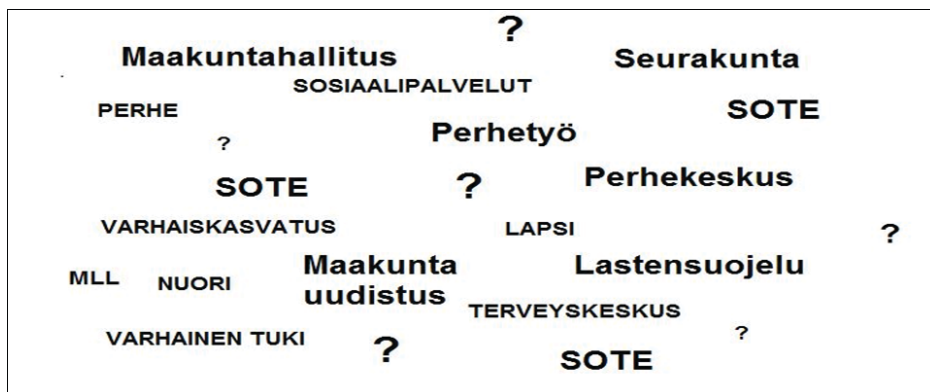 ?
Maakuntahallitus
Seurakunta
SOSIAALIPALVELUT
PERHE
SOTE
Perhetyö
?
SOTE
?
Perhekeskus
VARHAISKASVATUS
LAPSI
?
Maakunta
uudistus
Lastensuojelu
MLL
NUORI
TERVEYSKESKUS
VARHAINEN TUKI
?
?
SOTE